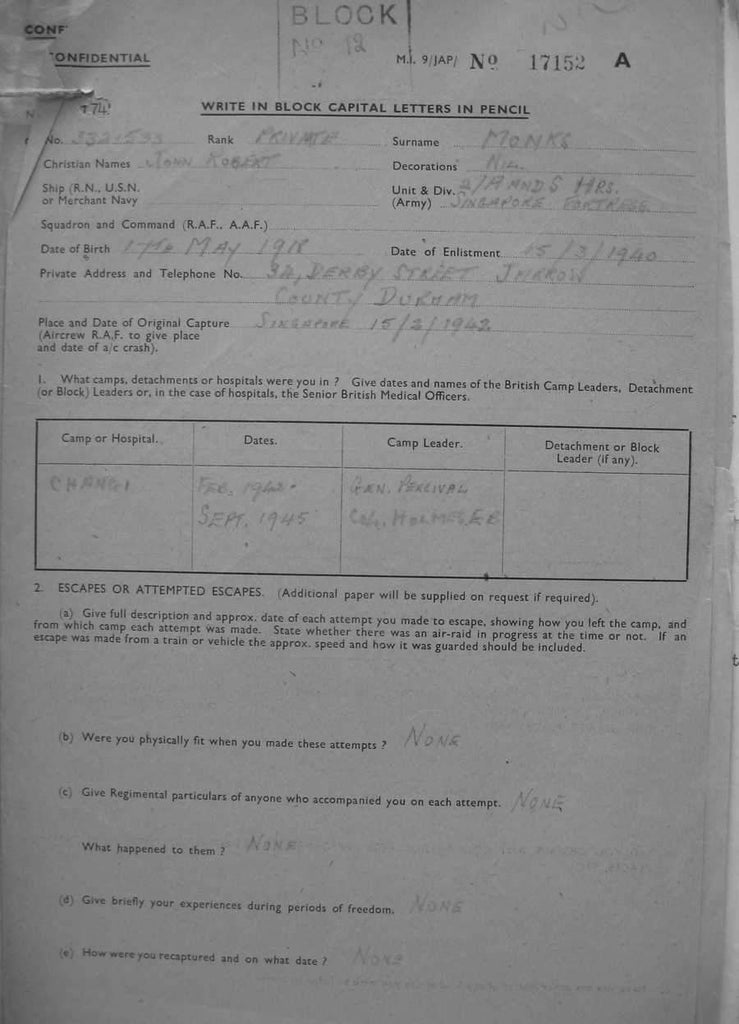 BLOCK
No 12
CONF
CONFIDENTIAL
M.I. 9/JAP/ No 17152 A
WRITE IN BLOCK CAPITAL LETTERS IN PENCIL
No. Rank PRIVATE Surname MONKS
Christian Names JOHN ROBERT Decorations NIL
Ship (R.N., U.S.N. or Merchant Navy
Unit & Div. (Army) HRS. SINGAPORE FORTRESS
Squadron and Command (R.A.F., A.A.F.)
Date of Birth 17TH MAY 1918 Date of Enlistment 15/3/1940
Private Address and Telephone No. 34, DERBY STREET JARROW
COUNTY DURHAM
Place and Date of Original Capture SINGAPORE 15/2/1942
(Aircrew R.A.F. to give place
and date of a/c crash).
1. What camps, detachments or hospitals were you in ? Give dates and names of the British Camp Leaders, Detachment
(or Block) Leaders or, in the case of hospitals, the Senior British Medical Officers.
Camp or Hospital. Dates. Camp Leader. Detachment or Block Leader (if any).
CHANGI FEB. 1942 - GEN. PERCIVAL
SEPT. 1945 COL. HOLMES
2. ESCAPES OR ATTEMPTED ESCAPES. (Additional paper will be supplied on request if required).
(a) Give full description and approx. date of each attempt you made to escape, showing how you left the camp, and
from which camp each attempt was made. State whether there was an air-raid in progress at the time or not. If an
escape was made from a train or vehicle the approx. speed and how it was guarded should be included.
(b) Were you physically fit when you made these attempts ? NONE
(c) Give Regimental particulars of anyone who accompanied you on each attempt. NONE
What happened to them ? NONE
(d) Give briefly your experiences during periods of freedom. NONE
(e) How were you recaptured and on what date ? NONE